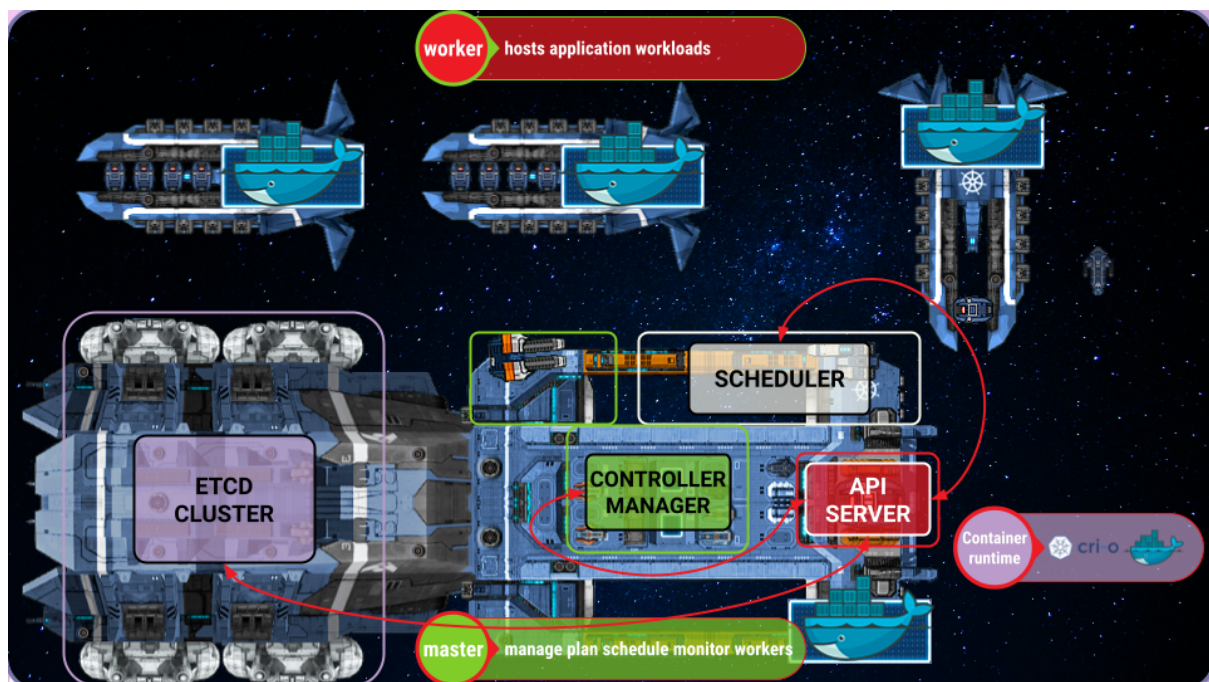 worker
hosts application workloads
SCHEDULER
ETCD
CLUSTER
CONTROLLER
MANAGER
API
SERVER
Container
runtime
cri-o
master
manage plan schedule monitor workers